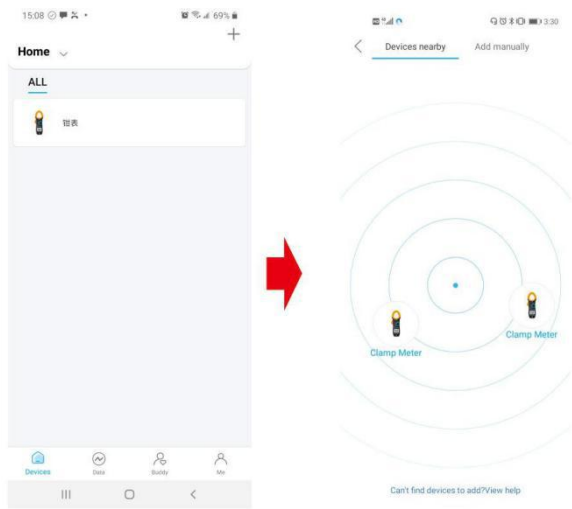 15:08
69%
Home
ALL
钳表
Devices
Data
Buddy
Me
3:30
Devices nearby
Add manually
Clamp Meter
Clamp Meter
Can't find devices to add?View help